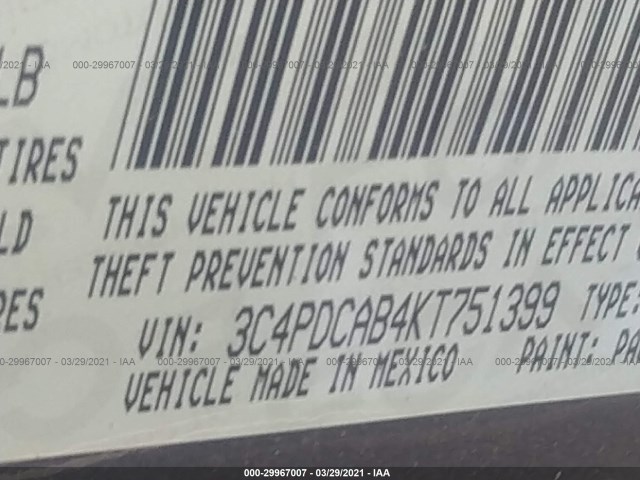 LB
TIRES
LD
THIS VEHICLE CONFORMS TO ALL APPLICA
THEFT PREVENTION STANDARDS IN EFFECT
RES
VIN: 3C4PDCAB4KT751399 TYPE:
VEHICLE MADE IN MEXICO PAINT: PA
000-29967007 - 03/29/2021 - IAA